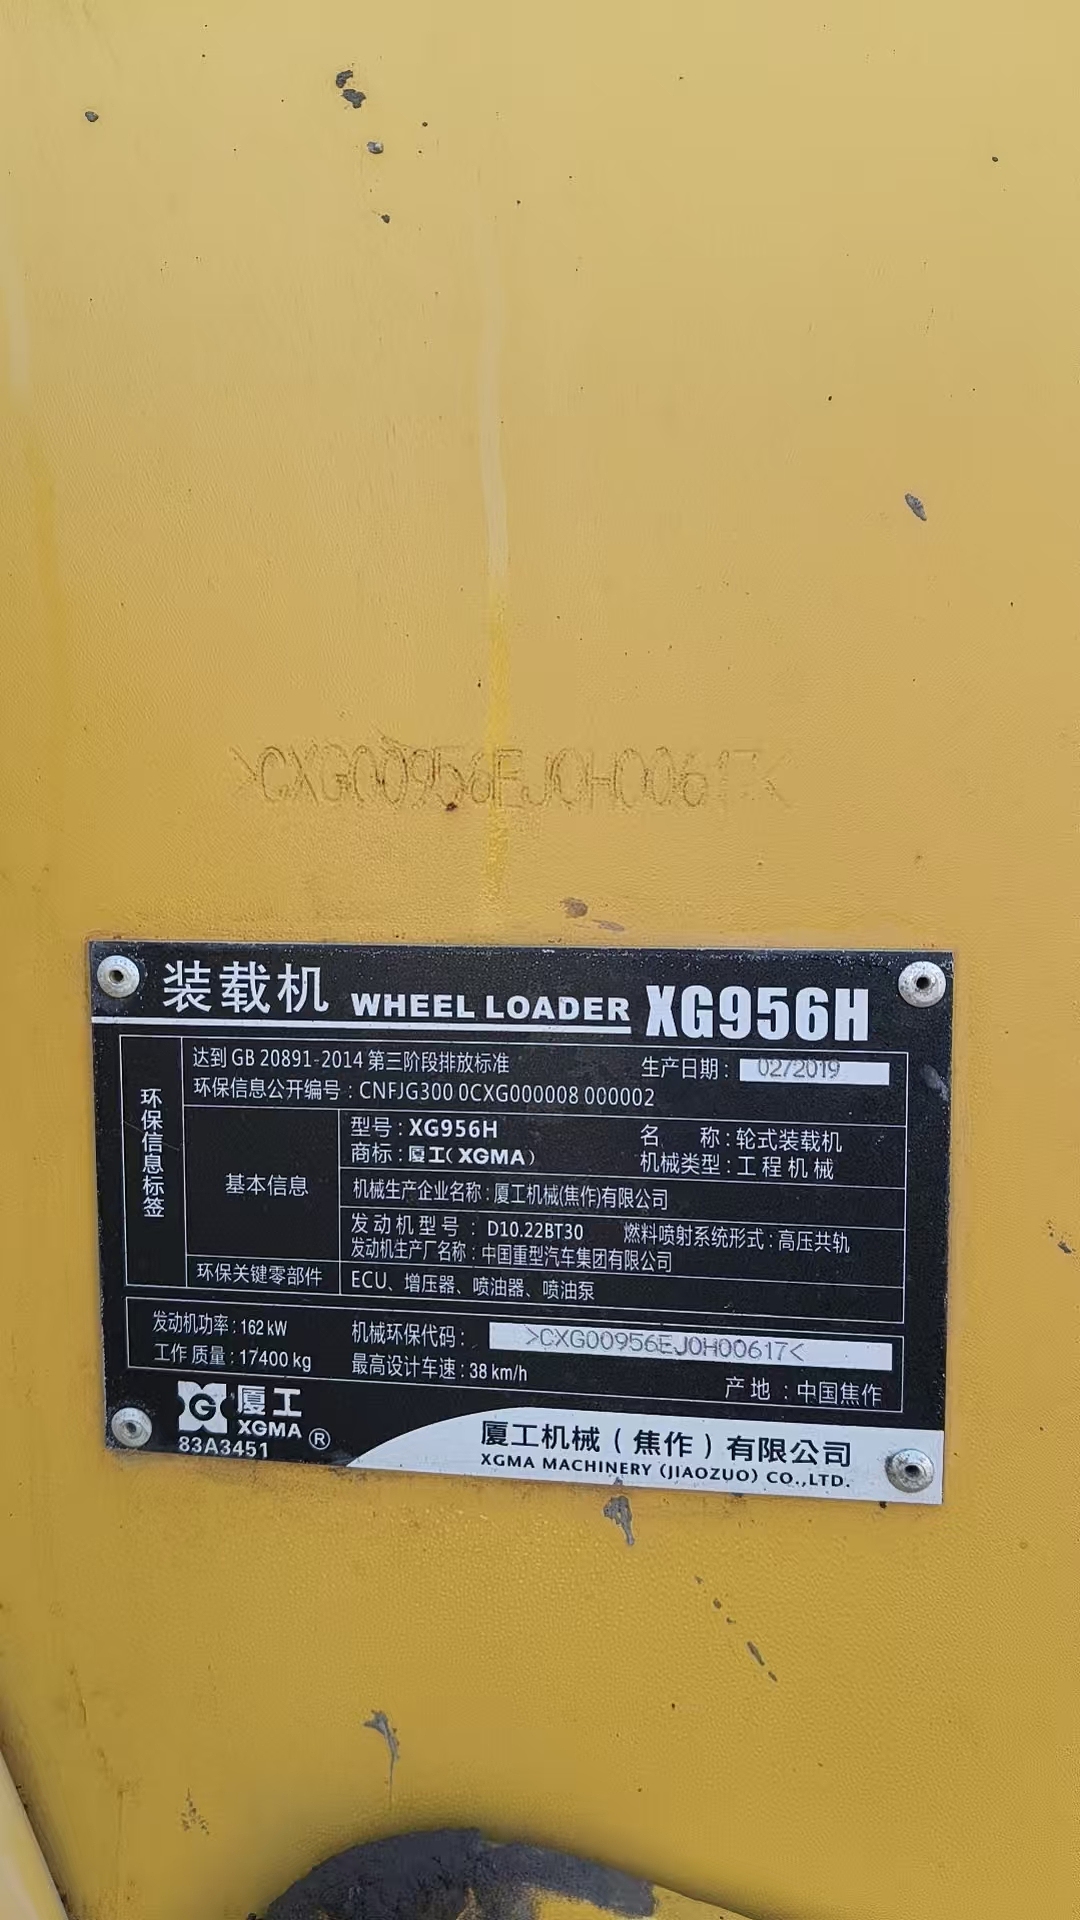 >CXG00956EJ0H00617<
装载机 WHEEL LOADER XG956H
达到 GB 20891-2014 第三阶段排放标准 生产日期: 02/2019
环保信息公开编号: CNFJG300 0CXG000008 000002
环保信息标签
基本信息
型号: XG956H 名 称: 轮式装载机
商标: 厦工(XGMA) 机械类型: 工程机械
机械生产企业名称: 厦工机械(焦作)有限公司
发动机型号: D10.22BT30 燃料喷射系统形式: 高压共轨
发动机生产厂名称: 中国重型汽车集团有限公司
环保关键零部件 ECU、增压器、喷油器、喷油泵
发动机功率: 162 kW 机械环保代码: >CXG00956EJ0H00617<
工作质量: 17400 kg 最高设计车速: 38 km/h 产地: 中国焦作
G 厦工
XGMA ®
83A3451
厦工机械(焦作)有限公司
XGMA MACHINERY (JIAOZUO) CO.,LTD.